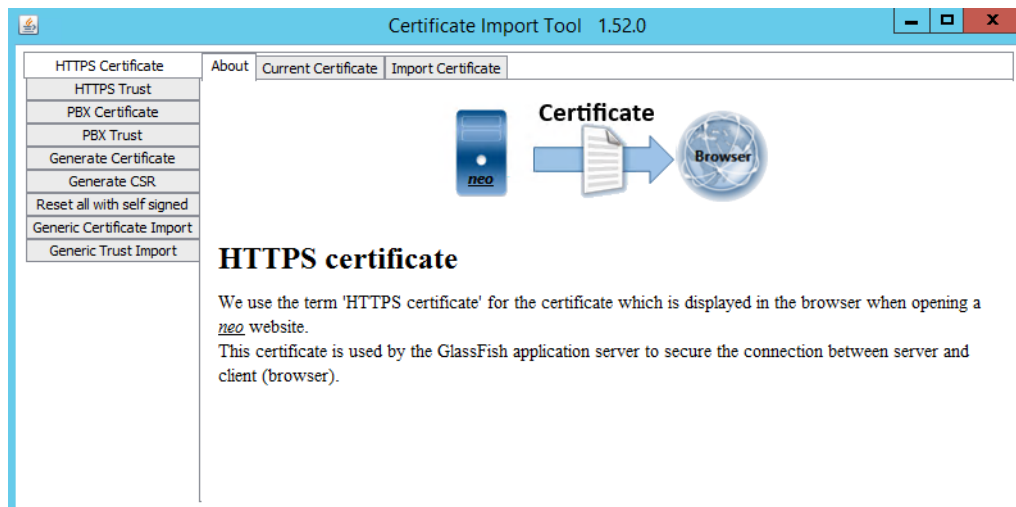 Certificate Import Tool 1.52.0
HTTPS Certificate
HTTPS Trust
PBX Certificate
PBX Trust
Generate Certificate
Generate CSR
Reset all with self signed
Generic Certificate Import
Generic Trust Import
About Current Certificate Import Certificate
neo
Certificate
Browser
HTTPS certificate
We use the term 'HTTPS certificate' for the certificate which is displayed in the browser when opening a
neo website.
This certificate is used by the GlassFish application server to secure the connection between server and
client (browser).